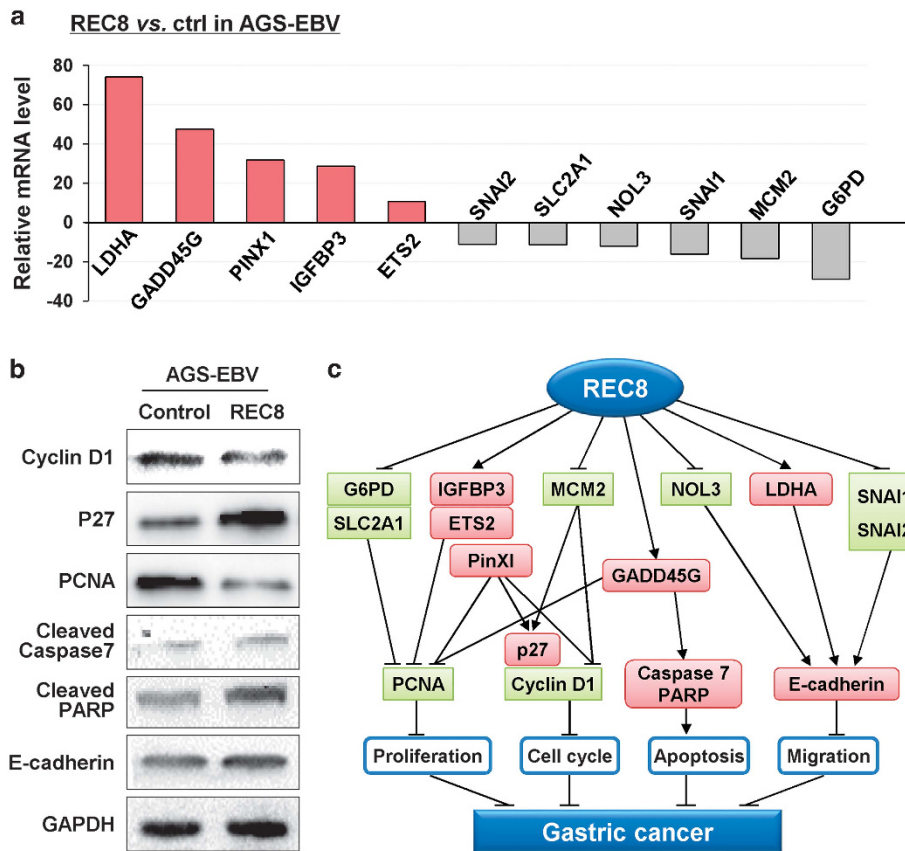 a
REC8 vs. ctrl in AGS-EBV
Relative mRNA level
80
60
40
20
0
-20
-40
LDHA
GADD45G
PINX1
IGFBP3
ETS2
SNAI2
SLC2A1
NOL3
SNAI1
MCM2
G6PD
b
AGS-EBV
Control REC8
Cyclin D1
P27
PCNA
Cleaved
Caspase7
Cleaved
PARP
E-cadherin
GAPDH
c
REC8
G6PD
SLC2A1
IGFBP3
ETS2
PinXI
MCM2
GADD45G
NOL3
LDHA
SNAI1
SNAI2
PCNA
p27
Cyclin D1
Caspase 7
PARP
E-cadherin
Proliferation
Cell cycle
Apoptosis
Migration
Gastric cancer